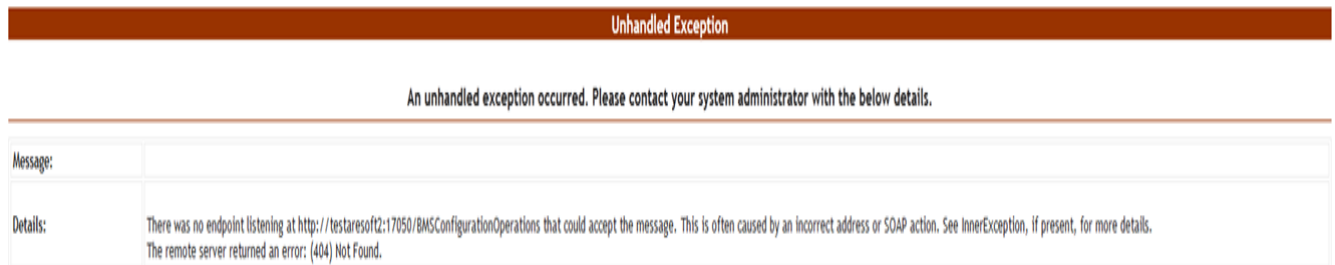 Unhandled Exception
An unhandled exception occurred. Please contact your system administrator with the below details.
Message:
Details: There was no endpoint listening at http://testaresoft2:17050/BMSConfigurationOperations that could accept the message. This is often caused by an incorrect address or SOAP action. See InnerException, if present, for more details.
The remote server returned an error: (404) Not Found.